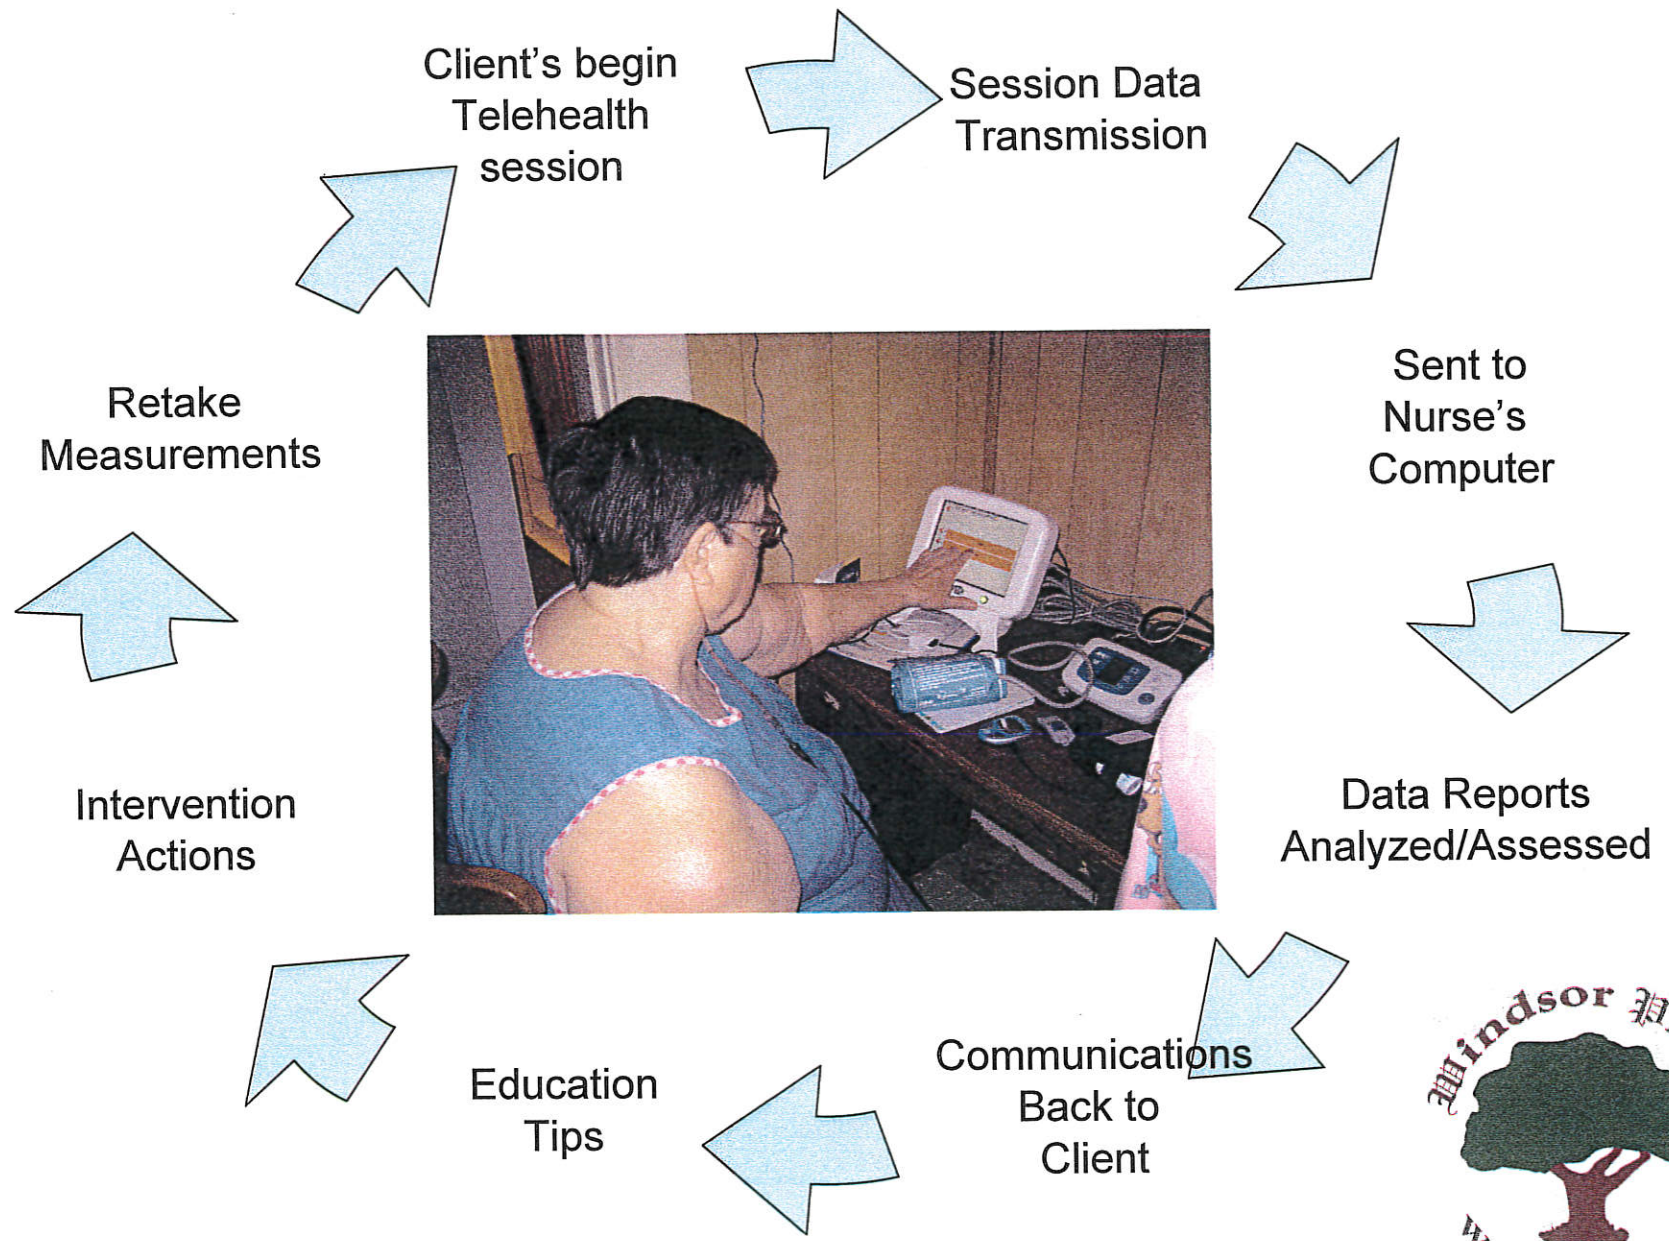 Client's begin
Telehealth
session
Session Data
Transmission
Sent to
Nurse's
Computer
Data Reports
Analyzed/Assessed
Communications
Back to
Client
Education
Tips
Intervention
Actions
Retake
Measurements
Windsor